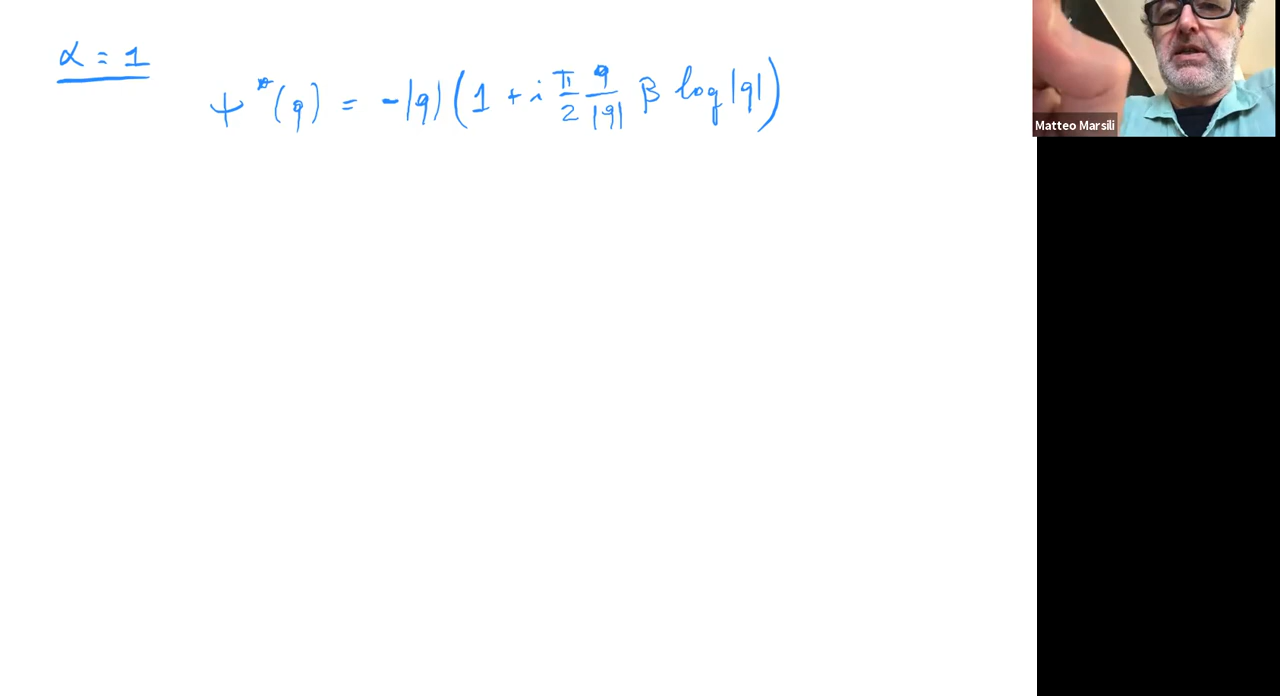 α = 1
ψ*(q) = -|q| (1 + i π/2 q/|q| β log |q|)
Matteo Marsili